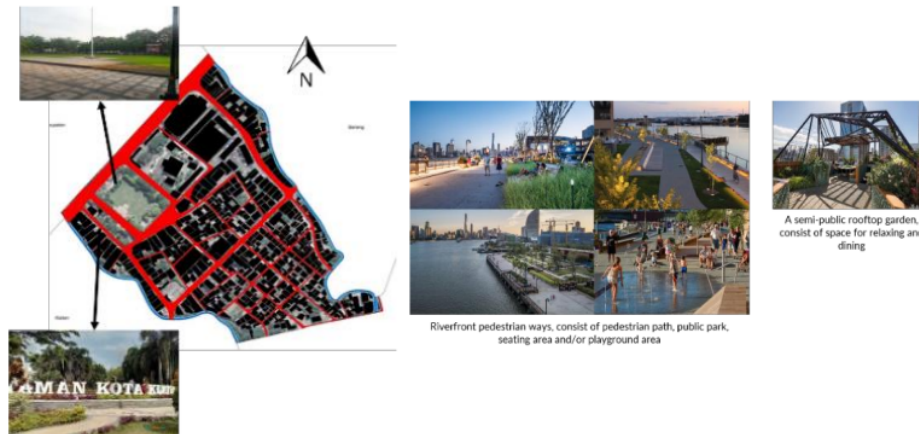 N
AMAN KOTA
Riverfront pedestrian ways, consist of pedestrian path, public park,
seating area and/or playground area
A semi-public rooftop garden,
consist of space for relaxing and
dining